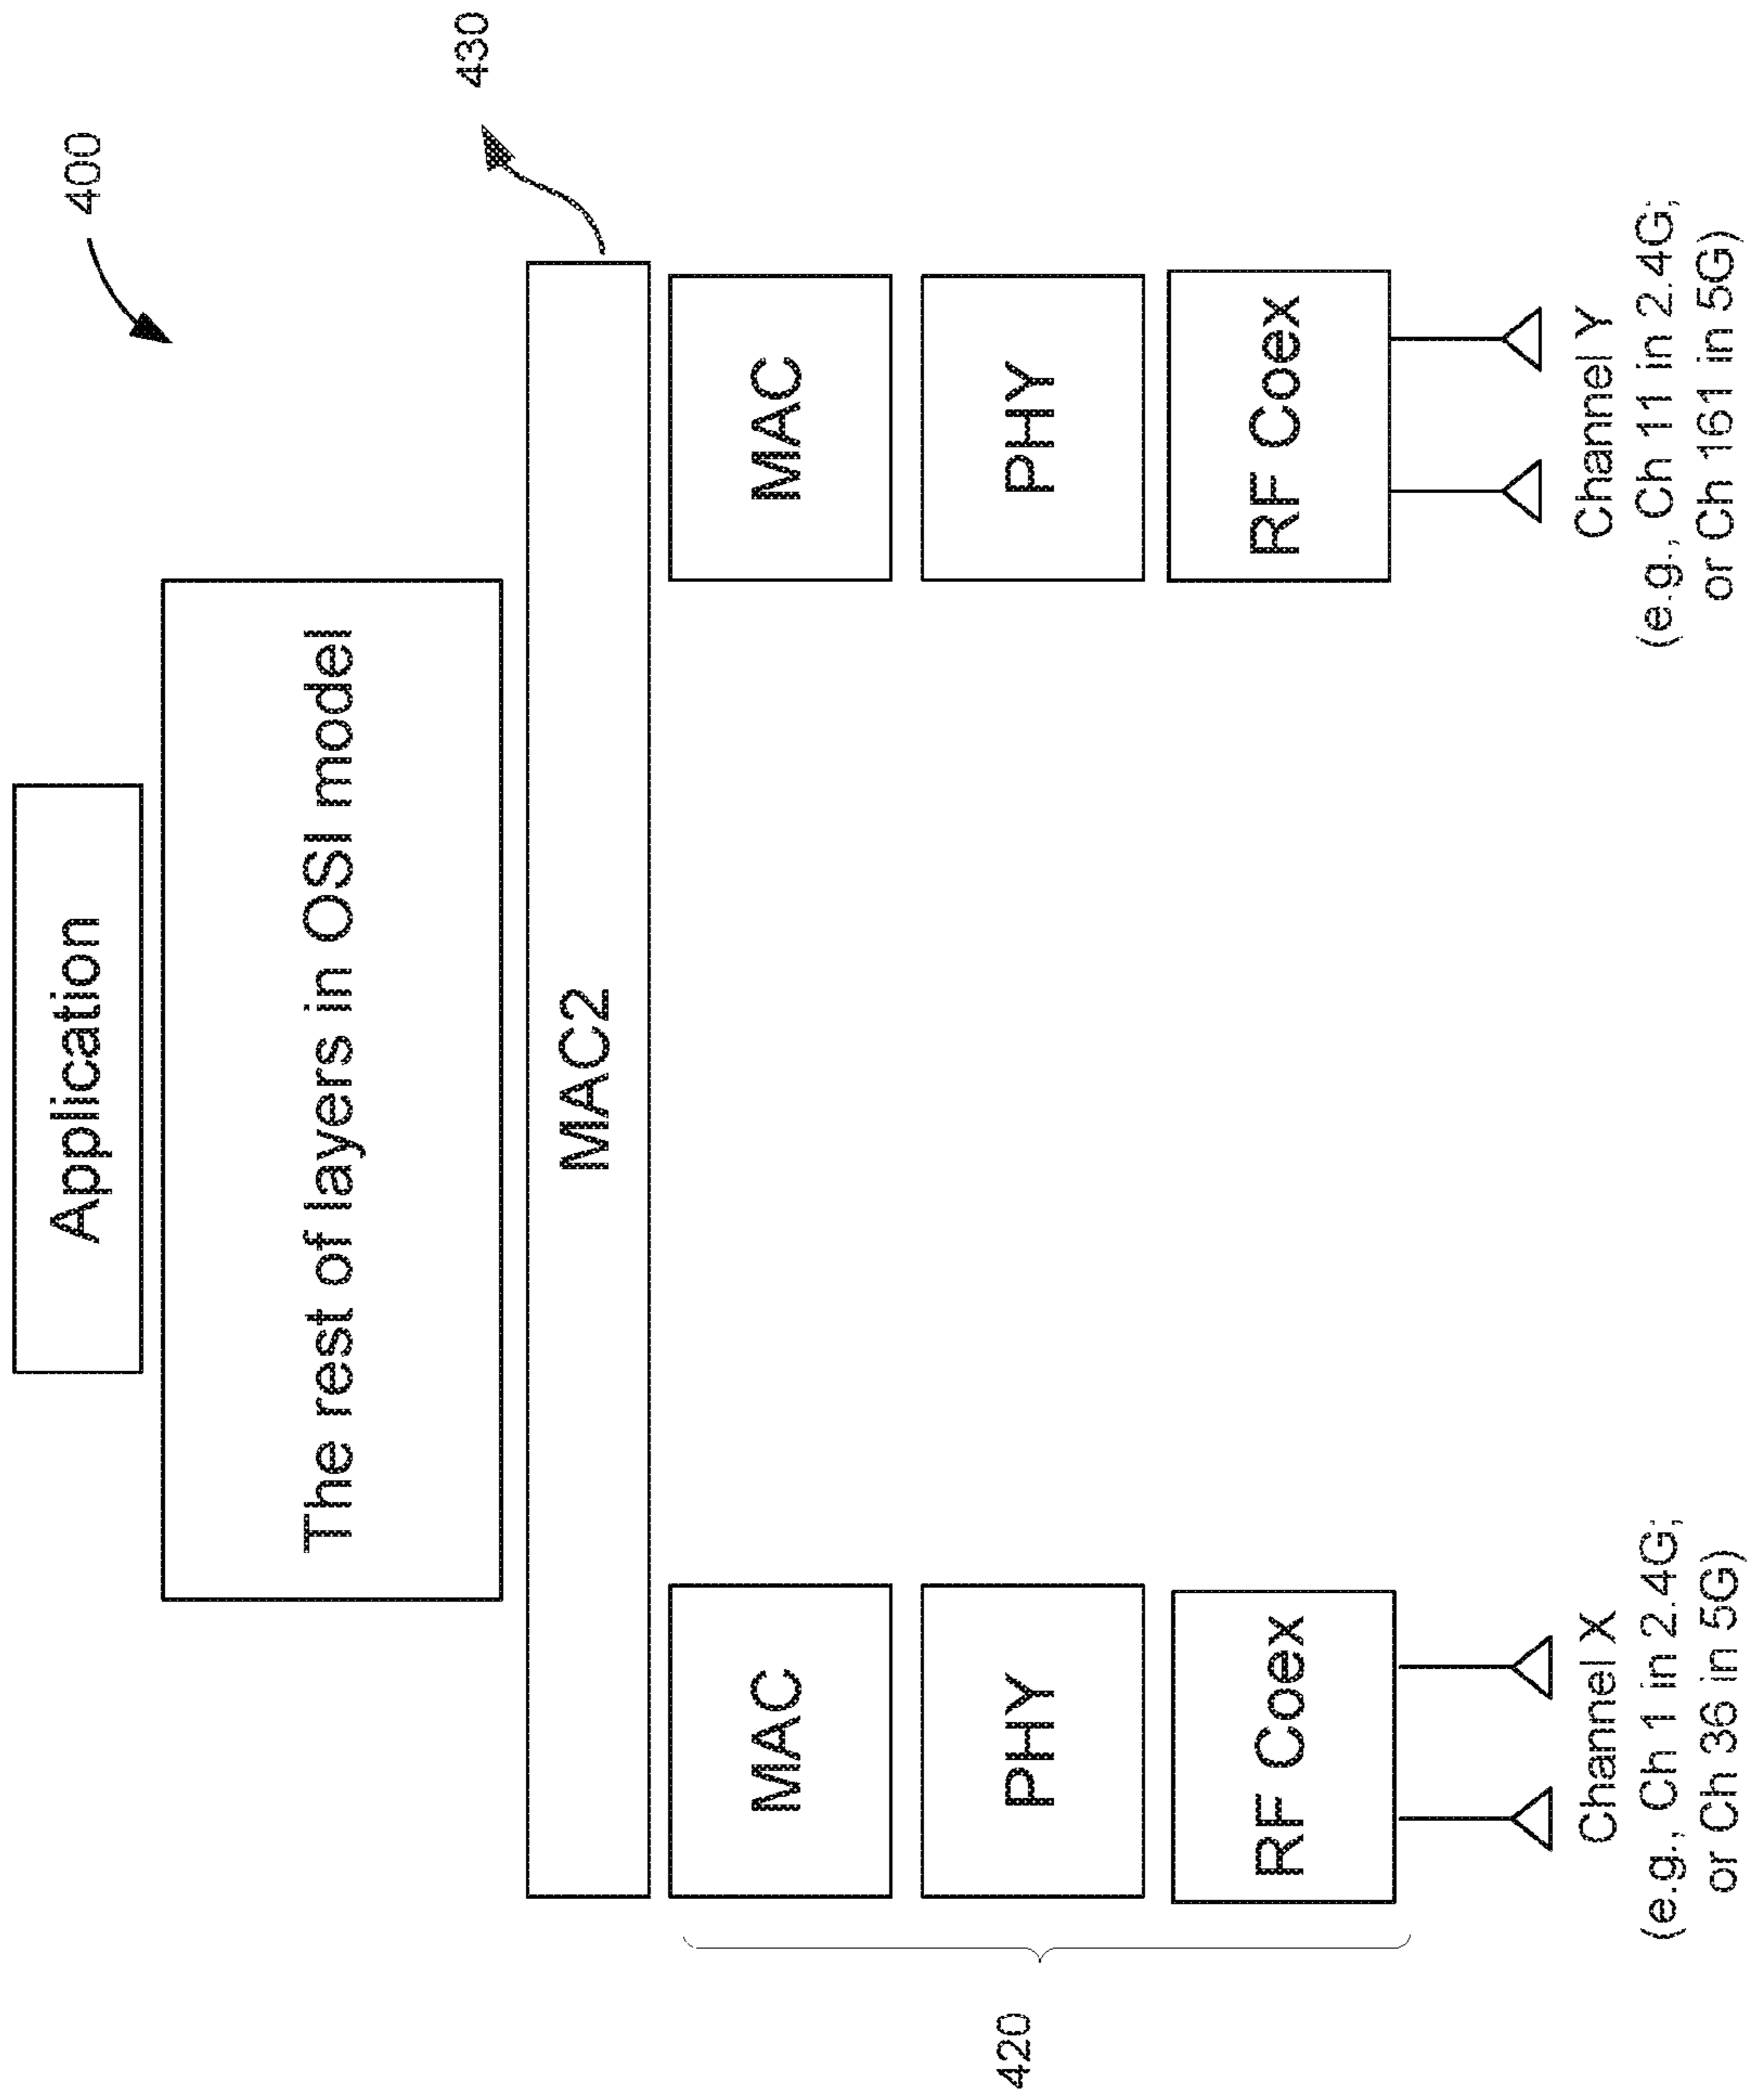 400
Application
The rest of layers in OSI model
430
MAC2
MAC
MAC
420
PHY
PHY
RF Coex
RF Coex
Channel X
(e.g., Ch 1 in 2.4G;
or Ch 36 in 5G)
Channel Y
(e.g., Ch 11 in 2.4G;
or Ch 161 in 5G)